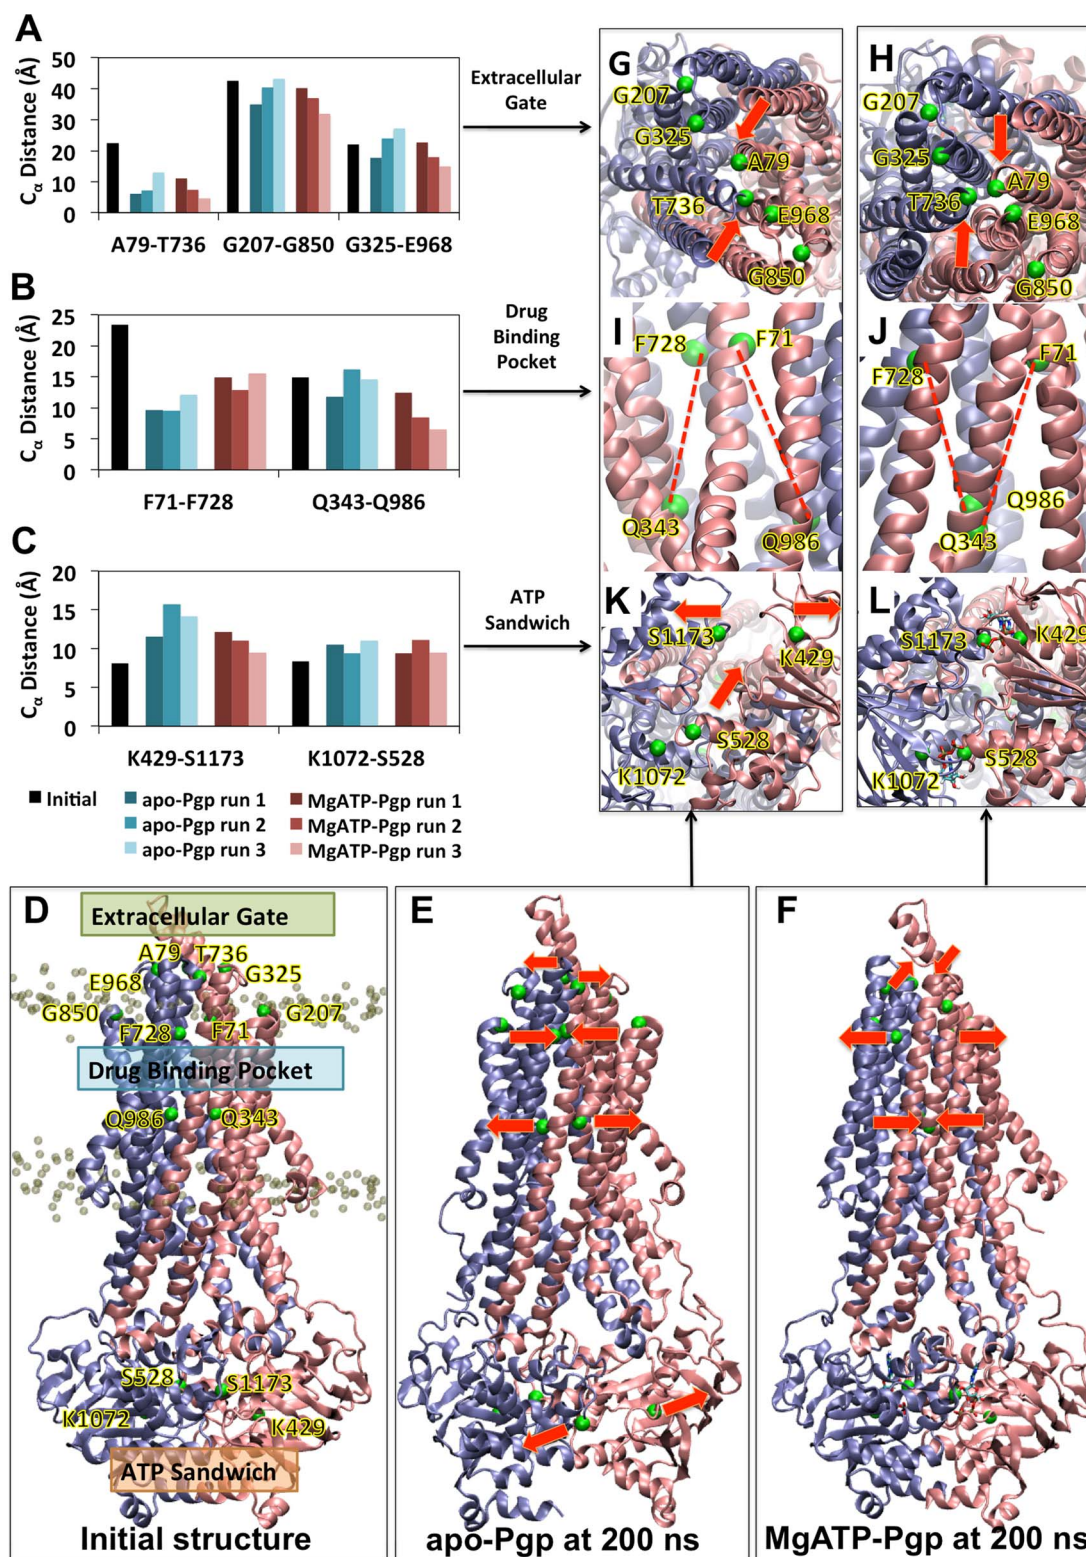 A
Cα Distance (Å)
50
40
30
20
10
0
A79-T736 G207-G850 G325-E968
Extracellular
Gate
B
Cα Distance (Å)
25
20
15
10
5
0
F71-F728 Q343-Q986
Drug
Binding
Pocket
C
Cα Distance (Å)
20
15
10
5
0
K429-S1173 K1072-S528
ATP
Sandwich
Initial
apo-Pgp run 1
apo-Pgp run 2
apo-Pgp run 3
MgATP-Pgp run 1
MgATP-Pgp run 2
MgATP-Pgp run 3
G
G207
G325
A79
T736
E968
G850
H
G207
G325
A79
T736
E968
G850
I
F728
F71
Q343
Q986
J
F728
F71
Q986
Q343
K
S1173
K429
S528
K1072
L
S1173
K429
S528
K1072
D
Extracellular Gate
A79
T736
E968
G325
G850
G207
F728
F71
Drug Binding Pocket
Q986
Q343
S528
S1173
K1072
K429
ATP Sandwich
Initial structure
E
apo-Pgp at 200 ns
F
MgATP-Pgp at 200 ns